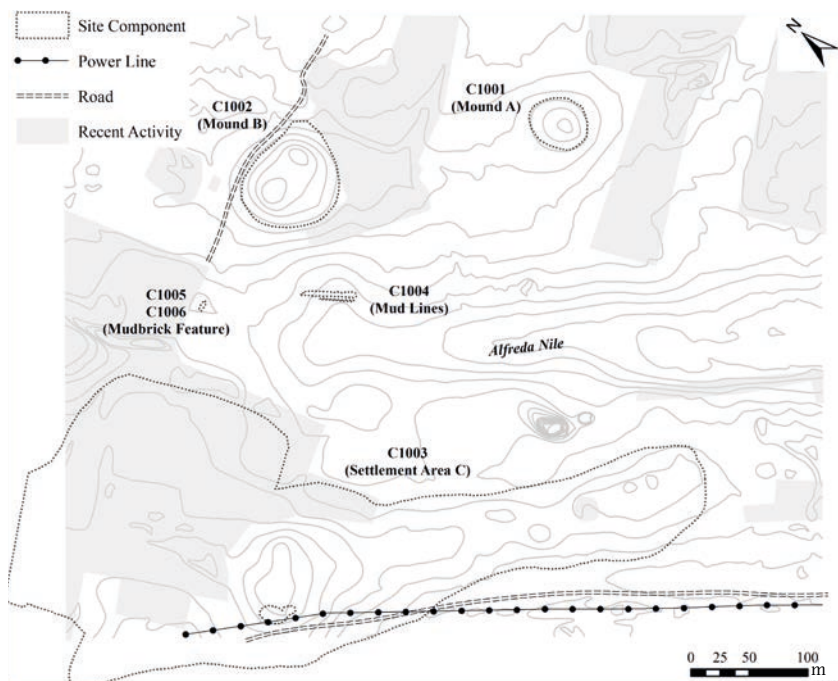 Site Component
Power Line
Road
Recent Activity
N
C1002
(Mound B)
C1001
(Mound A)
C1005
C1006
(Mudbrick Feature)
C1004
(Mud Lines)
Alfreda Nile
C1003
(Settlement Area C)
0 25 50 100
m